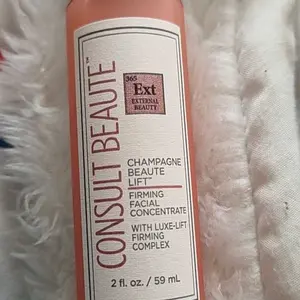 CONSULT BEAUTE™
365
Ext
EXTERNAL
BEAUTY
CHAMPAGNE
BEAUTE
LIFT™
FIRMING
FACIAL
CONCENTRATE
WITH LUXE-LIFT
FIRMING
COMPLEX
2 fl. oz. / 59 mL